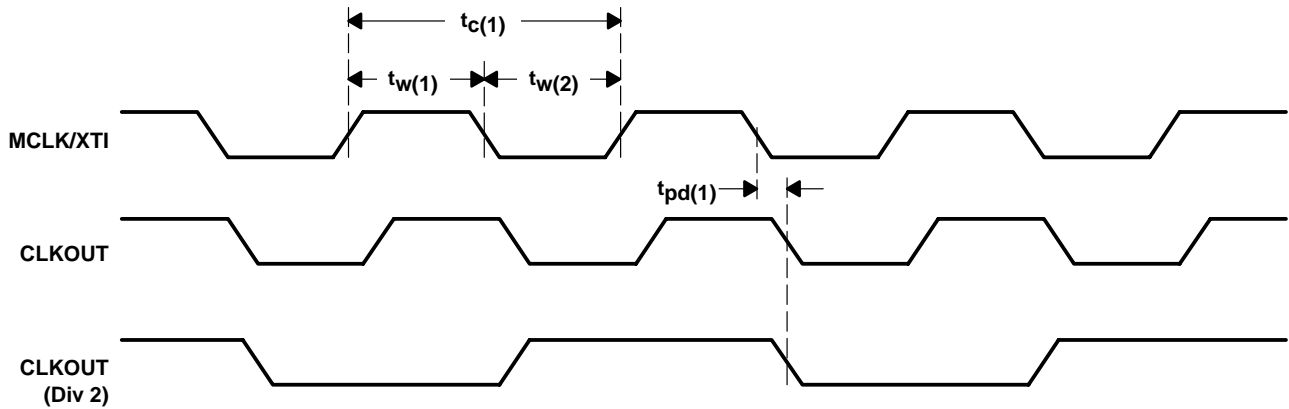 tc(1)
tw(1) tw(2)
MCLK/XTI
tpd(1)
CLKOUT
CLKOUT
(Div 2)